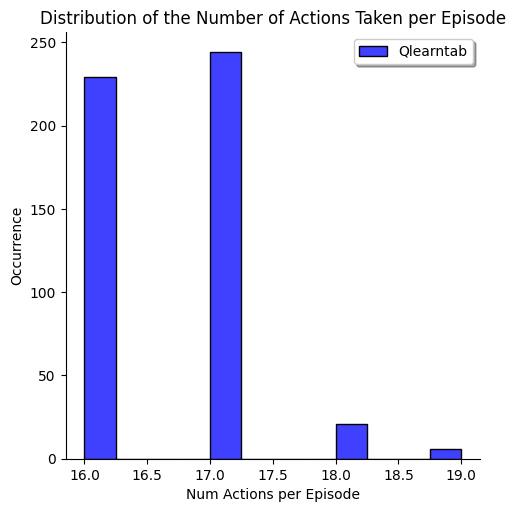 Distribution of the Number of Actions Taken per Episode
Qlearntab
250
200
150
100
50
0
Occurrence
16.0 16.5 17.0 17.5 18.0 18.5 19.0
Num Actions per Episode